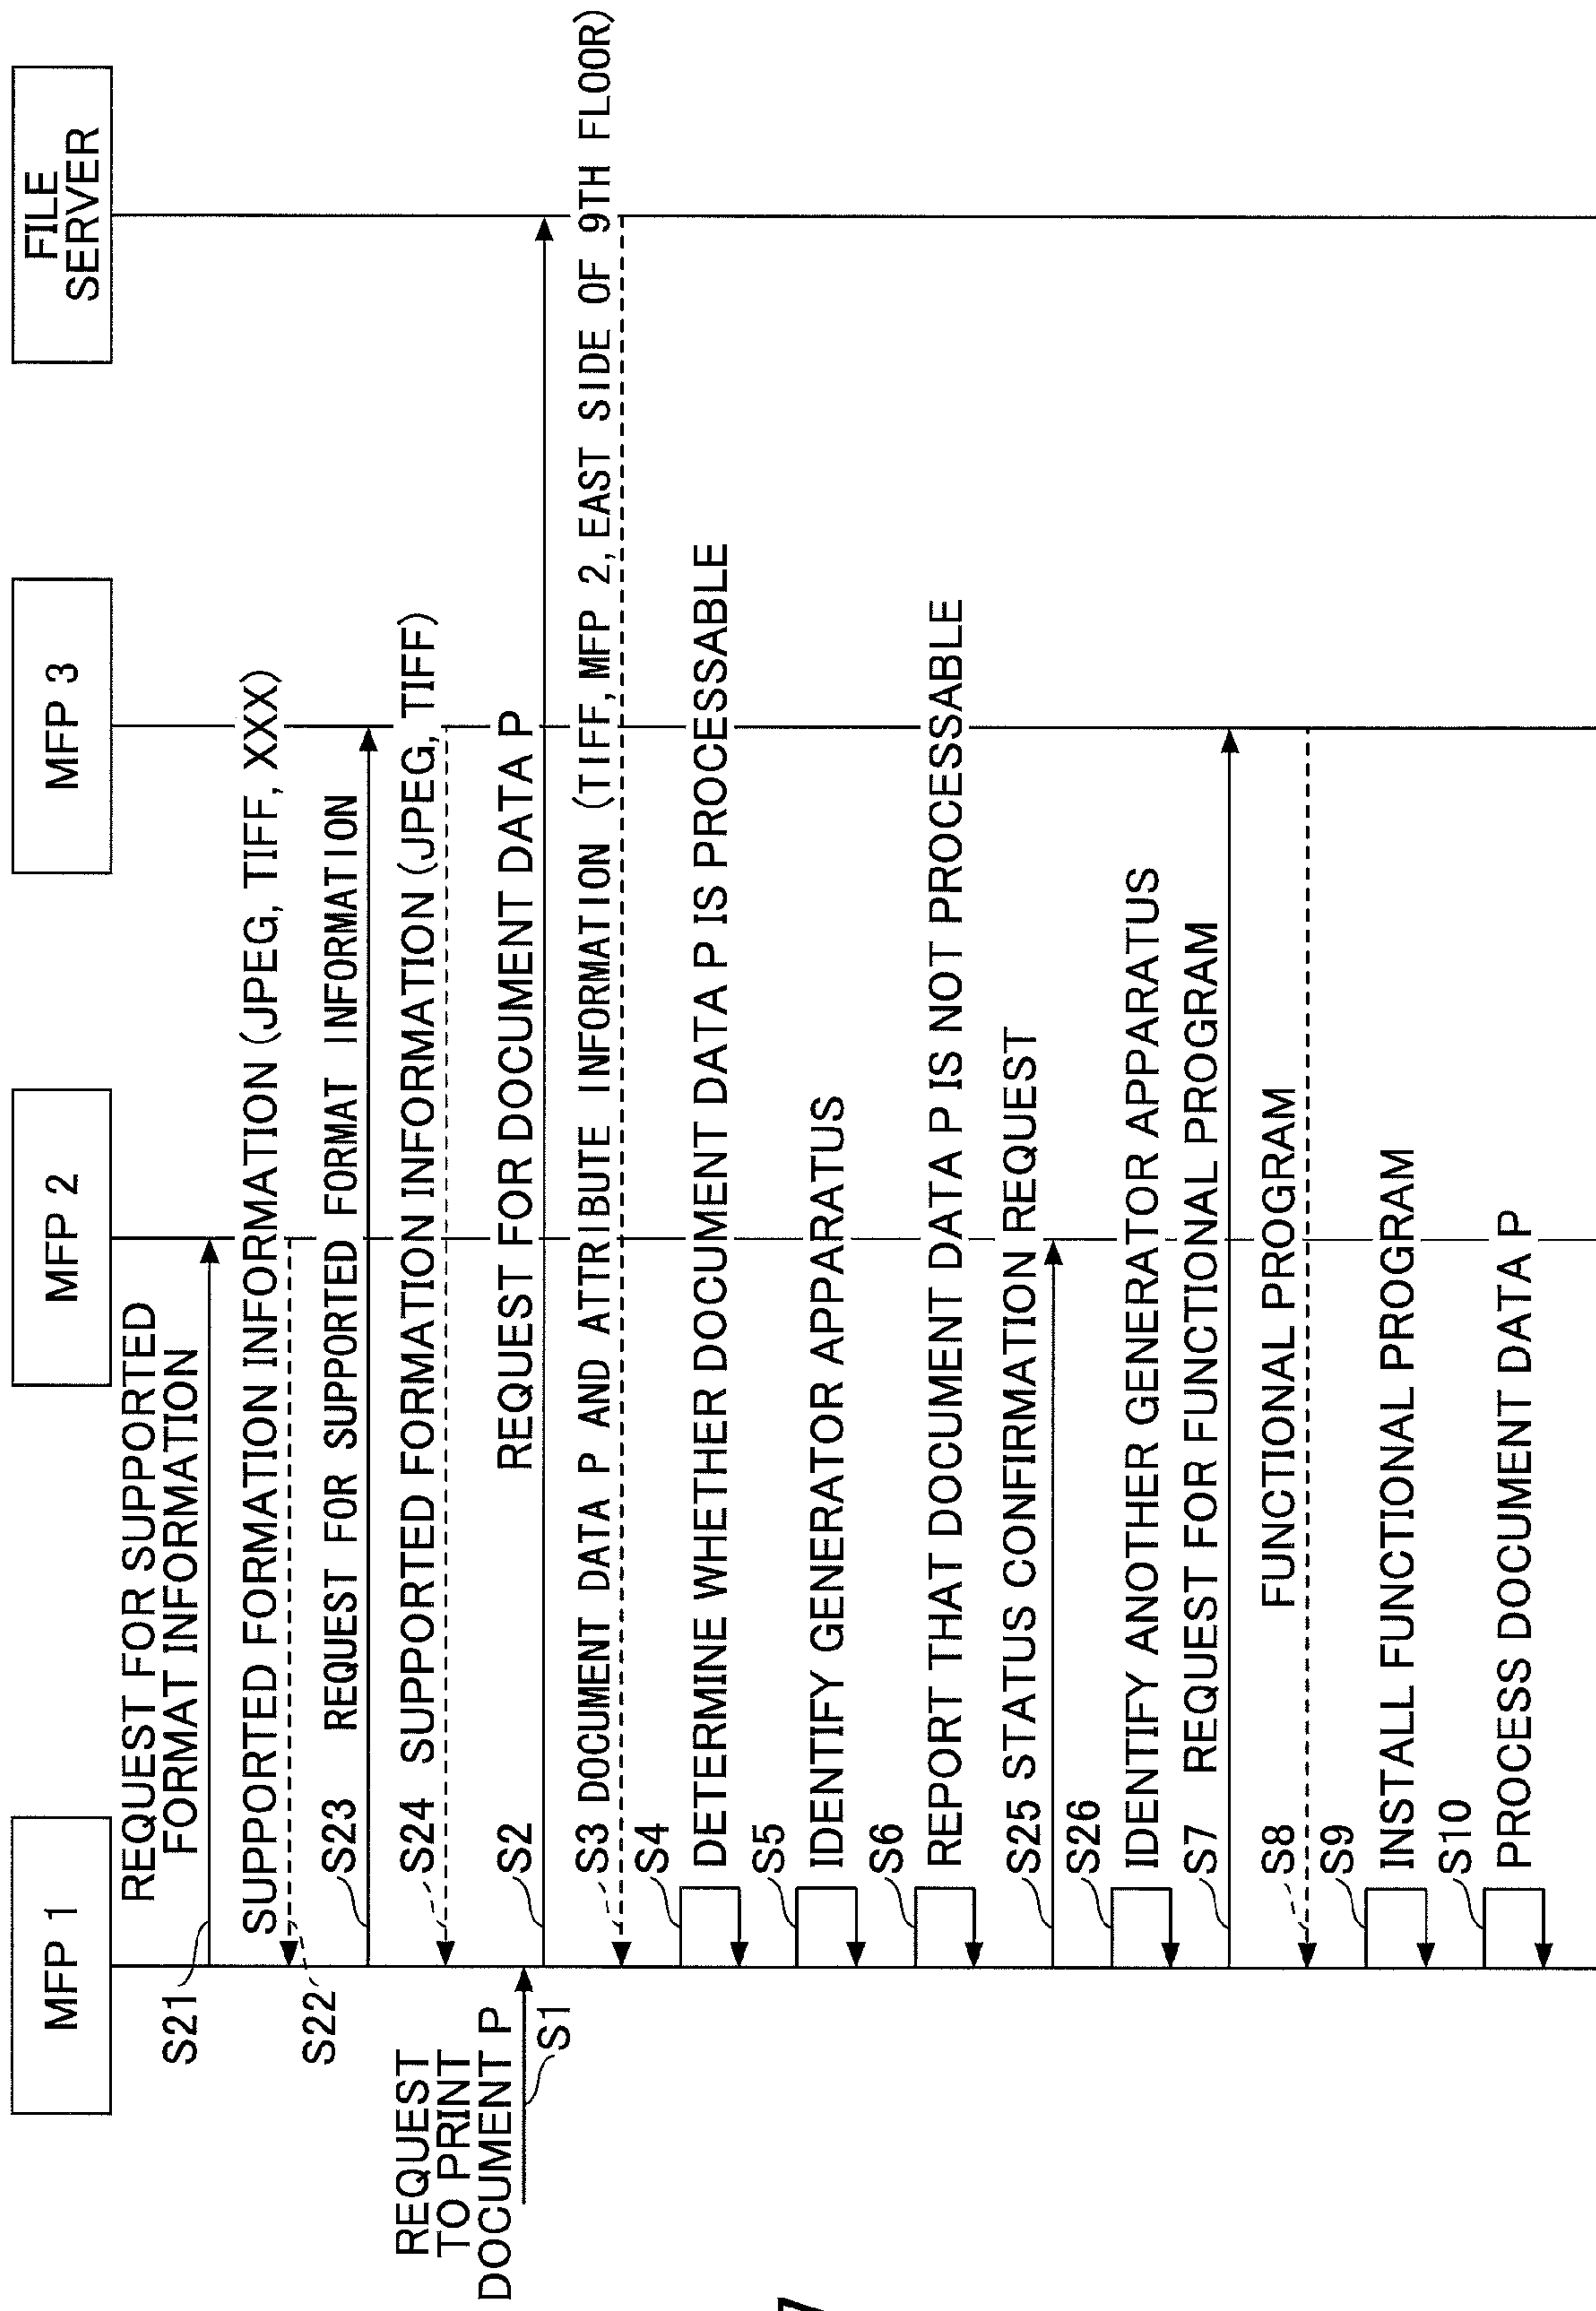 MFP 1
MFP 2
MFP 3
FILE
SERVER
REQUEST FOR SUPPORTED
FORMAT INFORMATION
S21
SUPPORTED FORMATION INFORMATION (JPEG, TIFF, XXX)
S22
S23 REQUEST FOR SUPPORTED FORMAT INFORMATION
S24 SUPPORTED FORMATION INFORMATION (JPEG, TIFF)
REQUEST
TO PRINT
DOCUMENT P
S1
S2 REQUEST FOR DOCUMENT DATA P
S3 DOCUMENT DATA P AND ATTRIBUTE INFORMATION (TIFF, MFP 2, EAST SIDE OF 9TH FLOOR)
S4
DETERMINE WHETHER DOCUMENT DATA P IS PROCESSABLE
S5
IDENTIFY GENERATOR APPARATUS
S6
REPORT THAT DOCUMENT DATA P IS NOT PROCESSABLE
S25 STATUS CONFIRMATION REQUEST
S26
IDENTIFY ANOTHER GENERATOR APPARATUS
S7 REQUEST FOR FUNCTIONAL PROGRAM
S8 FUNCTIONAL PROGRAM
S9
INSTALL FUNCTIONAL PROGRAM
S10
PROCESS DOCUMENT DATA P